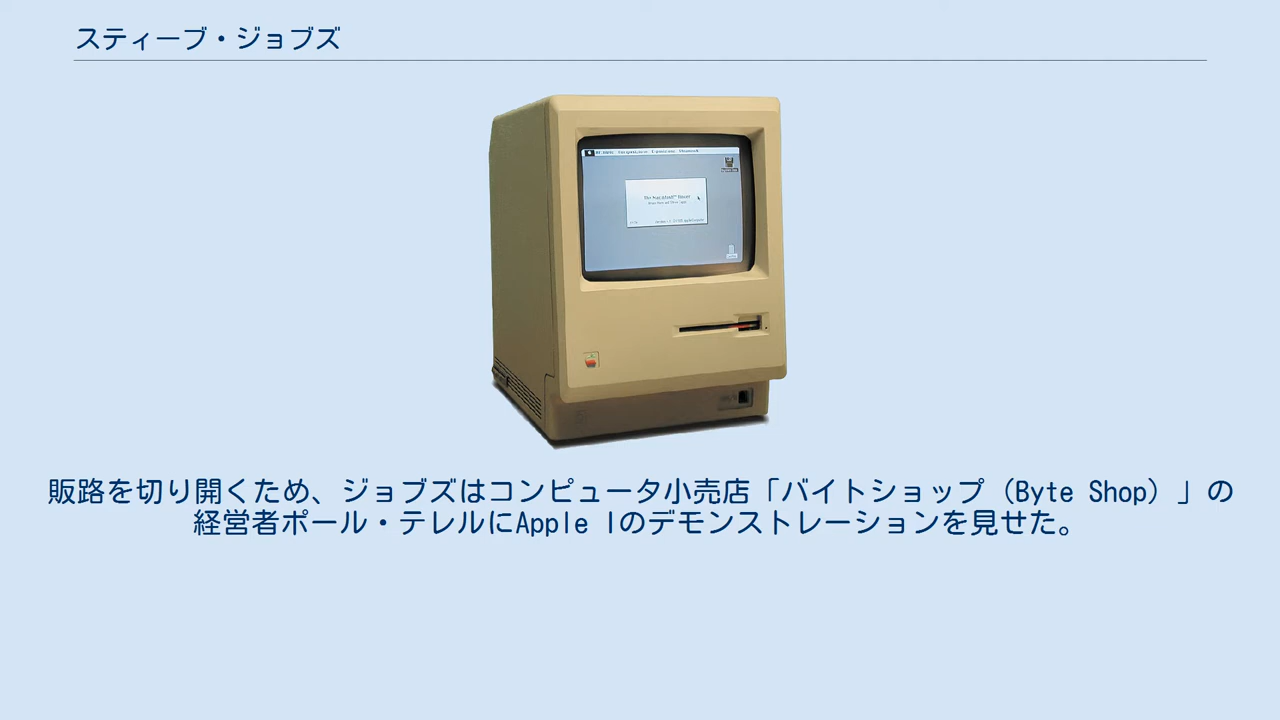 スティーブ・ジョブズ
販路を切り開くため、ジョブズはコンピュータ小売店「バイトショップ（Byte Shop）」の
経営者ポール・テレルにApple Iのデモンストレーションを見せた。